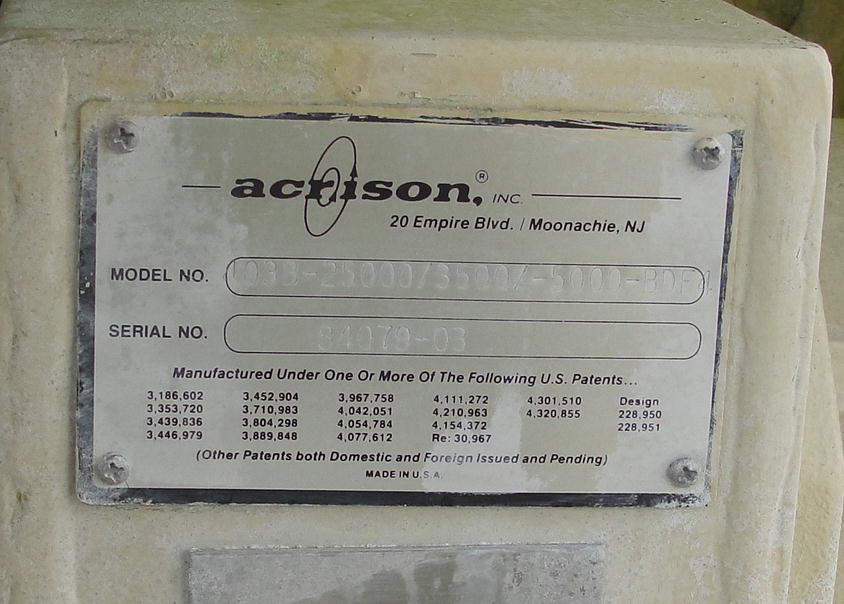 acrison, INC. ®
20 Empire Blvd. / Moonachie, NJ
MODEL NO.
SERIAL NO. 84079-03
Manufactured Under One Or More Of The Following U.S. Patents...
3,186,602 3,452,904 3,967,758 4,111,272 4,301,510 Design
3,353,720 3,710,983 4,042,051 4,210,963 4,320,855 228,950
3,439,836 3,804,298 4,054,784 4,154,372 228,951
3,446,979 3,889,848 4,077,612 Re: 30,967
(Other Patents both Domestic and Foreign Issued and Pending)
MADE IN U.S.A.